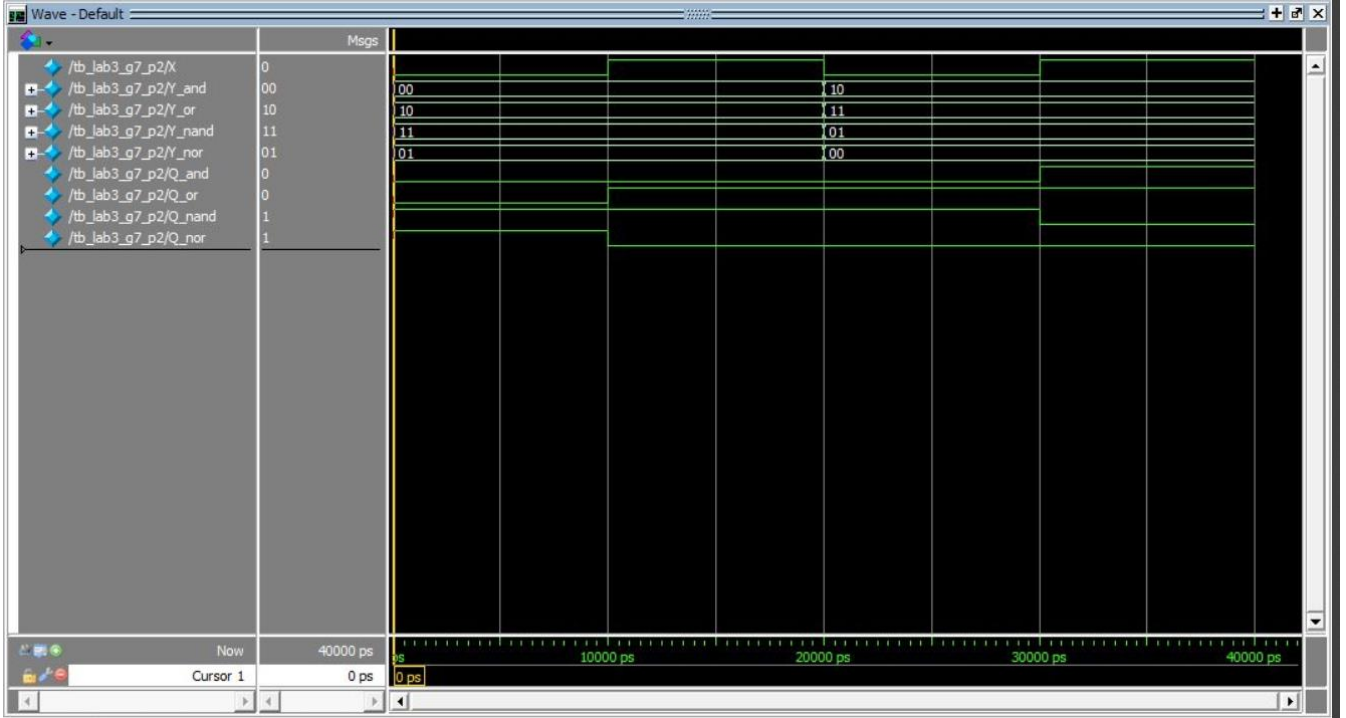 Wave - Default
Msgs
/tb_lab3_g7_p2/X 0
/tb_lab3_g7_p2/Y_and 00 00 10
/tb_lab3_g7_p2/Y_or 10 10 11
/tb_lab3_g7_p2/Y_nand 11 11 01
/tb_lab3_g7_p2/Y_nor 01 01 00
/tb_lab3_g7_p2/Q_and 0
/tb_lab3_g7_p2/Q_or 0
/tb_lab3_g7_p2/Q_nand 1
/tb_lab3_g7_p2/Q_nor 1
Now 40000 ps ps 10000 ps 20000 ps 30000 ps 40000 ps
Cursor 1 0 ps 0 ps